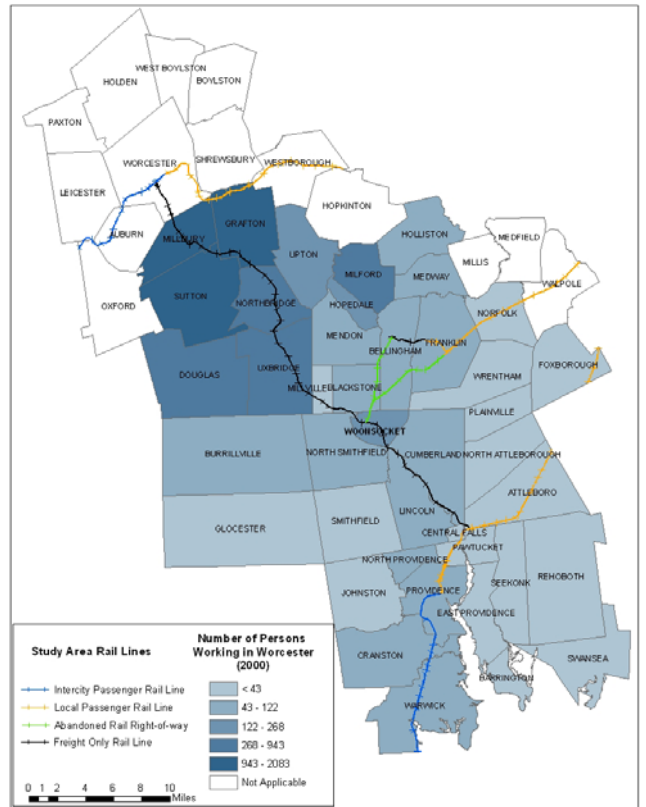 WEST BOYLSTON
HOLDEN
BOYLSTON
PAXTON
WORCESTER
SHREWSBURY
WESTBOROUGH
LEICESTER
HOPKINTON
AUBURN
MILLBURY
GRAFTON
UPTON
HOLLISTON
MEDFIELD
MILLIS
MILFORD
MEDWAY
WALPOLE
OXFORD
SUTTON
NORTHBRIDGE
HOPEDALE
NORFOLK
MENDON
FRANKLIN
BELLINGHAM
FOXBOROUGH
DOUGLAS
UXBRIDGE
WRENTHAM
MILLVILLE
BLACKSTONE
PLAINVILLE
WOONSOCKET
BURRILLVILLE
NORTH SMITHFIELD
CUMBERLAND
NORTH ATTLEBOROUGH
ATTLEBORO
GLOCESTER
SMITHFIELD
LINCOLN
CENTRAL FALLS
PAWTUCKET
NORTH PROVIDENCE
SEEKONK
REHOBOTH
JOHNSTON
PROVIDENCE
EAST PROVIDENCE
CRANSTON
SWANSEA
BARRINGTON
WARWICK
Study Area Rail Lines
Intercity Passenger Rail Line
Local Passenger Rail Line
Abandoned Rail Right-of-way
Freight Only Rail Line
Number of Persons
Working in Worcester
(2000)
< 43
43 - 122
122 - 268
268 - 943
943 - 2083
Not Applicable
0 1 2 4 6 8 10
Miles